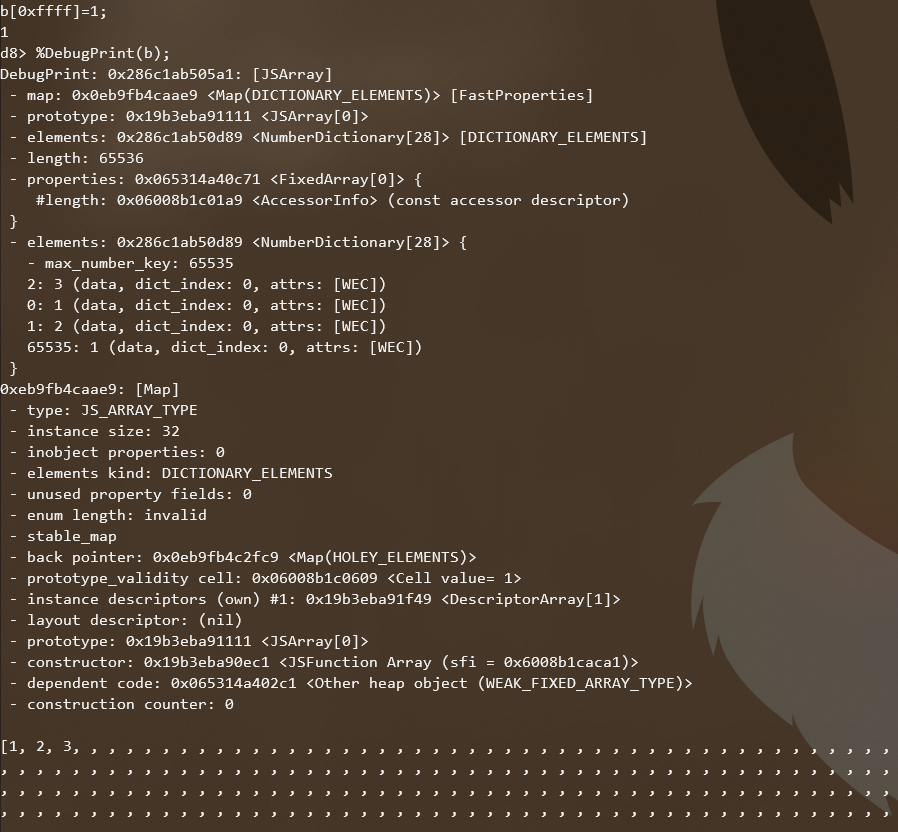 b[0xffff]=1;
1
d8> %DebugPrint(b);
DebugPrint: 0x286c1ab505a1: [JSArray]
 - map: 0x0eb9fb4caae9 <Map(DICTIONARY_ELEMENTS)> [FastProperties]
 - prototype: 0x19b3eba91111 <JSArray[0]>
 - elements: 0x286c1ab50d89 <NumberDictionary[28]> [DICTIONARY_ELEMENTS]
 - length: 65536
 - properties: 0x065314a40c71 <FixedArray[0]> {
    #length: 0x06008b1c01a9 <AccessorInfo> (const accessor descriptor)
 }
 - elements: 0x286c1ab50d89 <NumberDictionary[28]> {
   - max_number_key: 65535
   2: 3 (data, dict_index: 0, attrs: [WEC])
   0: 1 (data, dict_index: 0, attrs: [WEC])
   1: 2 (data, dict_index: 0, attrs: [WEC])
   65535: 1 (data, dict_index: 0, attrs: [WEC])
 }
0xeb9fb4caae9: [Map]
 - type: JS_ARRAY_TYPE
 - instance size: 32
 - inobject properties: 0
 - elements kind: DICTIONARY_ELEMENTS
 - unused property fields: 0
 - enum length: invalid
 - stable_map
 - back pointer: 0x0eb9fb4c2fc9 <Map(HOLEY_ELEMENTS)>
 - prototype_validity cell: 0x06008b1c0609 <Cell value= 1>
 - instance descriptors (own) #1: 0x19b3eba91f49 <DescriptorArray[1]>
 - layout descriptor: (nil)
 - prototype: 0x19b3eba91111 <JSArray[0]>
 - constructor: 0x19b3eba90ec1 <JSFunction Array (sfi = 0x6008b1caca1)>
 - dependent code: 0x065314a402c1 <Other heap object (WEAK_FIXED_ARRAY_TYPE)>
 - construction counter: 0

[1, 2, 3, , , , , , , , , , , , , , , , , , , , , , , , , , , , , , , , , , , , , , , , , , , , , , , ,
, , , , , , , , , , , , , , , , , , , , , , , , , , , , , , , , , , , , , , , , , , , , , , , , , ,
, , , , , , , , , , , , , , , , , , , , , , , , , , , , , , , , , , , , , , , , , , , , , , , , , ,
, , , , , , , , , , , , , , , , , , , , , , , , , , , , , , , , , , , , , , , , , , , , , , , , , ,